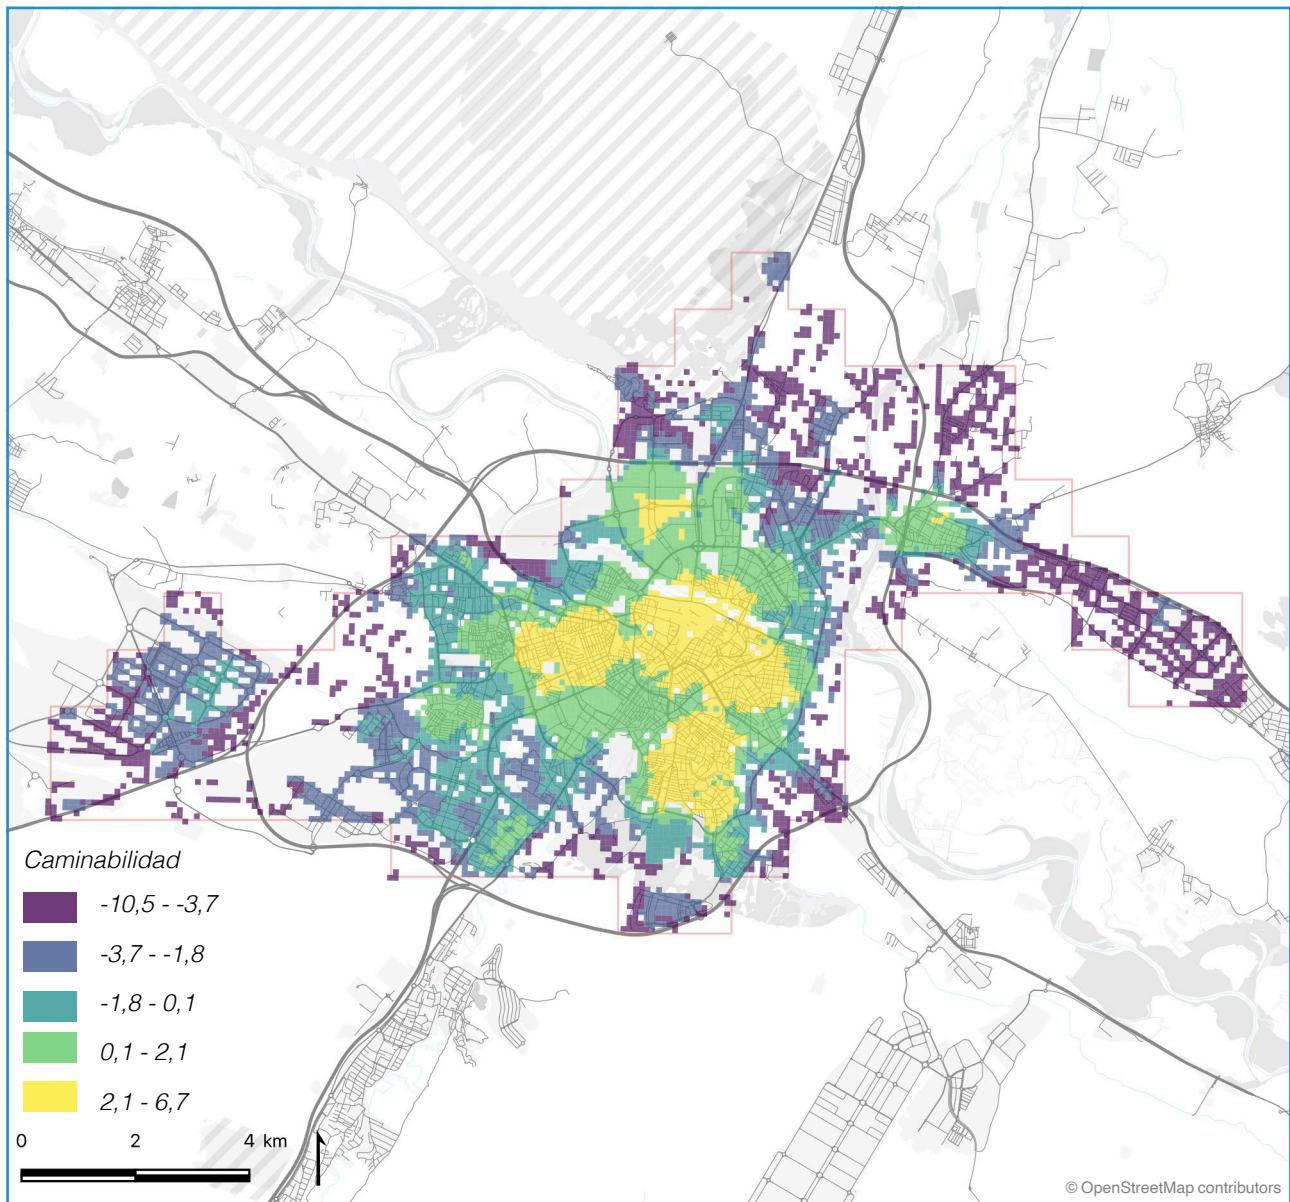 Caminabilidad
-10,5 - -3,7
-3,7 - -1,8
-1,8 - 0,1
0,1 - 2,1
2,1 - 6,7
0 2 4 km
© OpenStreetMap contributors